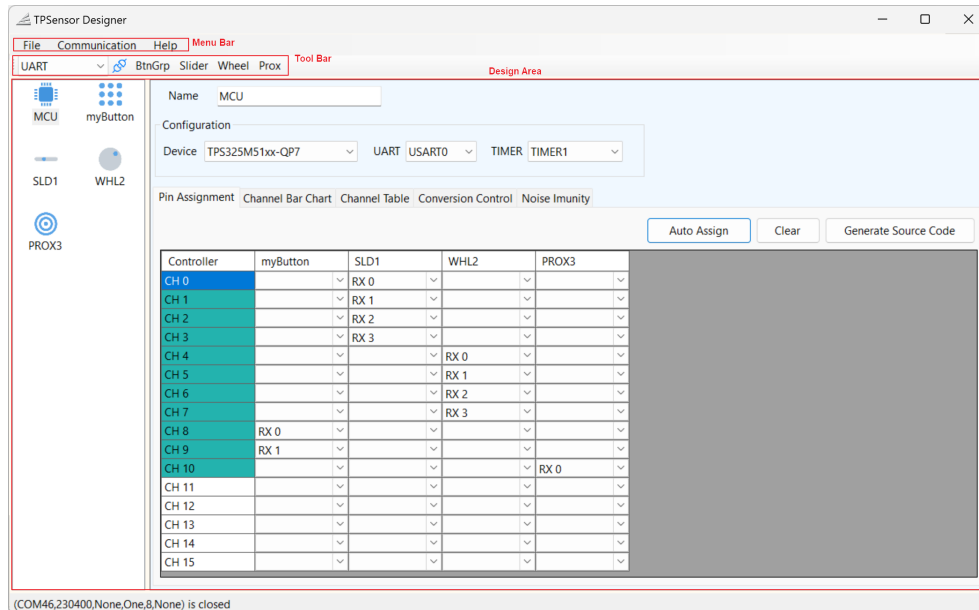 TPSensor Designer
File Communication Help Menu Bar
UART BtnGrp Slider Wheel Prox Tool Bar
Design Area
MCU myButton
SLD1 WHL2
PROX3
Name MCU
Configuration
Device TPS325M51xx-QP7 UART USART0 TIMER TIMER1
Pin Assignment Channel Bar Chart Channel Table Conversion Control Noise Imunity
Auto Assign Clear Generate Source Code
Controller myButton SLD1 WHL2 PROX3
CH 0 RX 0
CH 1 RX 1
CH 2 RX 2
CH 3 RX 3
CH 4 RX 0
CH 5 RX 1
CH 6 RX 2
CH 7 RX 3
CH 8 RX 0
CH 9 RX 1
CH 10 RX 0
CH 11
CH 12
CH 13
CH 14
CH 15
(COM46,230400,None,One,8,None) is closed